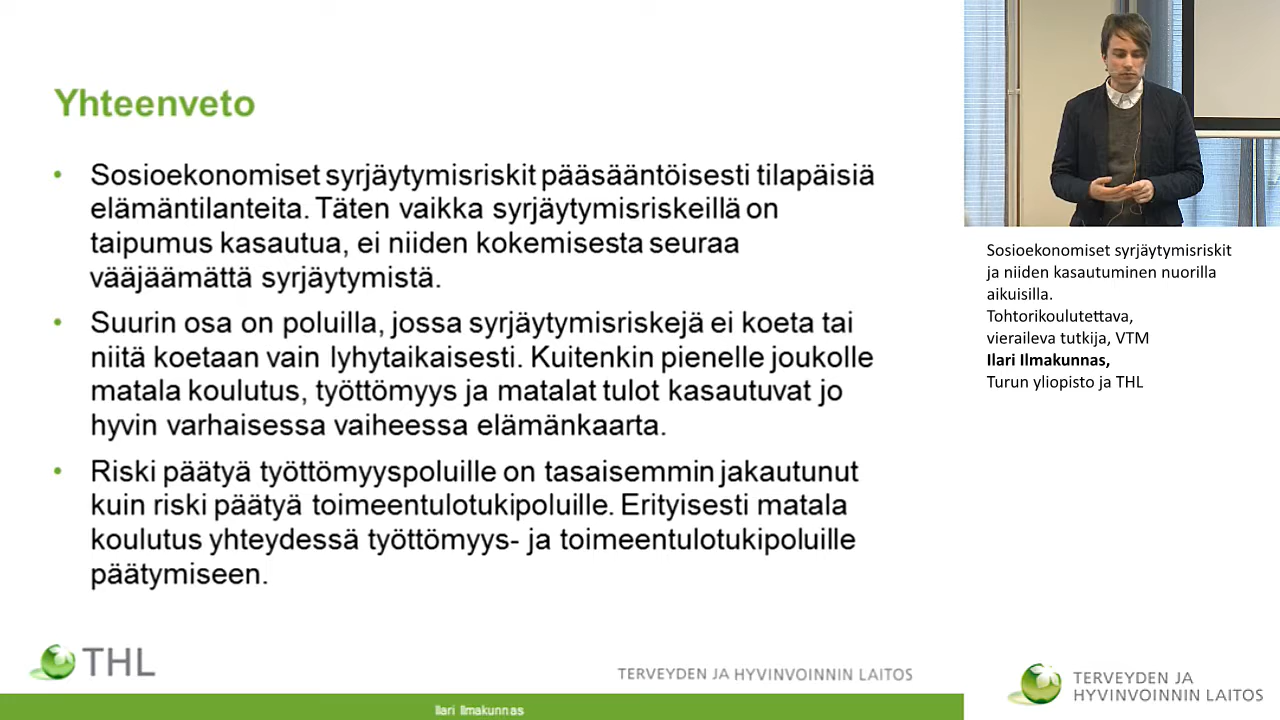 Yhteenveto
• Sosioekonomiset syrjäytymisriskit pääsääntöisesti tilapäisiä
elämäntilanteita. Täten vaikka syrjäytymisriskeillä on
taipumus kasautua, ei niiden kokemisesta seuraa
vääjäämättä syrjäytymistä.
• Suurin osa on poluilla, jossa syrjäytymisriskejä ei koeta tai
niitä koetaan vain lyhytaikaisesti. Kuitenkin pienelle joukolle
matala koulutus, työttömyys ja matalat tulot kasautuvat jo
hyvin varhaisessa vaiheessa elämänkaarta.
• Riski päätyä työttömyyspoluille on tasaisemmin jakautunut
kuin riski päätyä toimeentulotukipoluille. Erityisesti matala
koulutus yhteydessä työttömyys- ja toimeentulotukipoluille
päätymiseen.
THL
TERVEYDEN JA HYVINVOINNIN LAITOS
Ilari Ilmakunnas
Sosioekonomiset syrjäytymisriskit
ja niiden kasautuminen nuorilla
aikuisilla.
Tohtorikoulutettava,
vieraileva tutkija, VTM
Ilari Ilmakunnas,
Turun yliopisto ja THL
TERVEYDEN JA
HYVINVOINNIN LAITOS